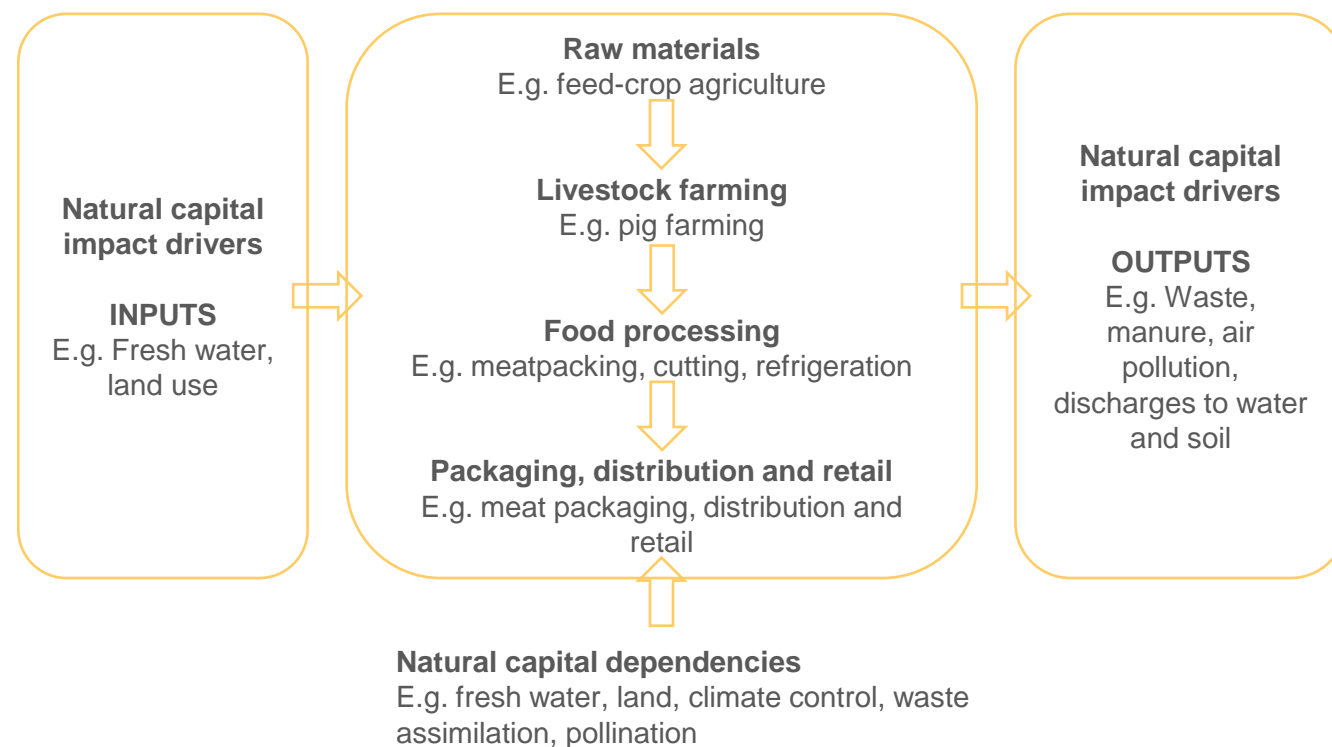 Natural capital
impact drivers
INPUTS
E.g. Fresh water,
land use
Raw materials
E.g. feed-crop agriculture
Livestock farming
E.g. pig farming
Food processing
E.g. meatpacking, cutting, refrigeration
Packaging, distribution and retail
E.g. meat packaging, distribution and
retail
Natural capital
impact drivers
OUTPUTS
E.g. Waste,
manure, air
pollution,
discharges to water
and soil
Natural capital dependencies
E.g. fresh water, land, climate control, waste
assimilation, pollination